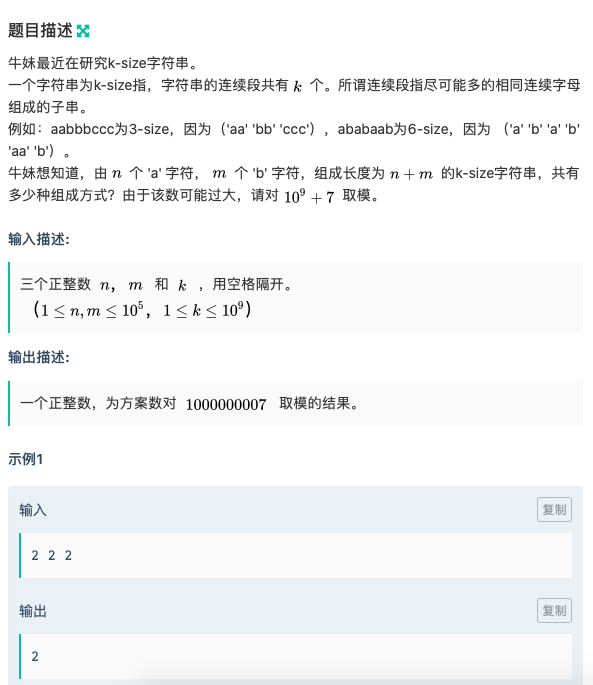 题目描述
牛妹最近在研究k-size字符串。
一个字符串为k-size指，字符串的连续段共有 k 个。所谓连续段指尽可能多的相同连续字母
组成的子串。
例如：aabbbccc为3-size，因为（'aa' 'bb' 'ccc'），ababaab为6-size，因为 （'a' 'b' 'a' 'b'
'aa' 'b'）。
牛妹想知道，由 n 个 'a' 字符， m 个 'b' 字符，组成长度为 n + m 的k-size字符串，共有
多少种组成方式？由于该数可能过大，请对 10⁹ + 7 取模。
输入描述:
三个正整数 n， m 和 k ，用空格隔开。
（1 ≤ n, m ≤ 10⁵， 1 ≤ k ≤ 10⁹）
输出描述:
一个正整数，为方案数对 1000000007 取模的结果。
示例1
输入 复制
2 2 2
输出 复制
2